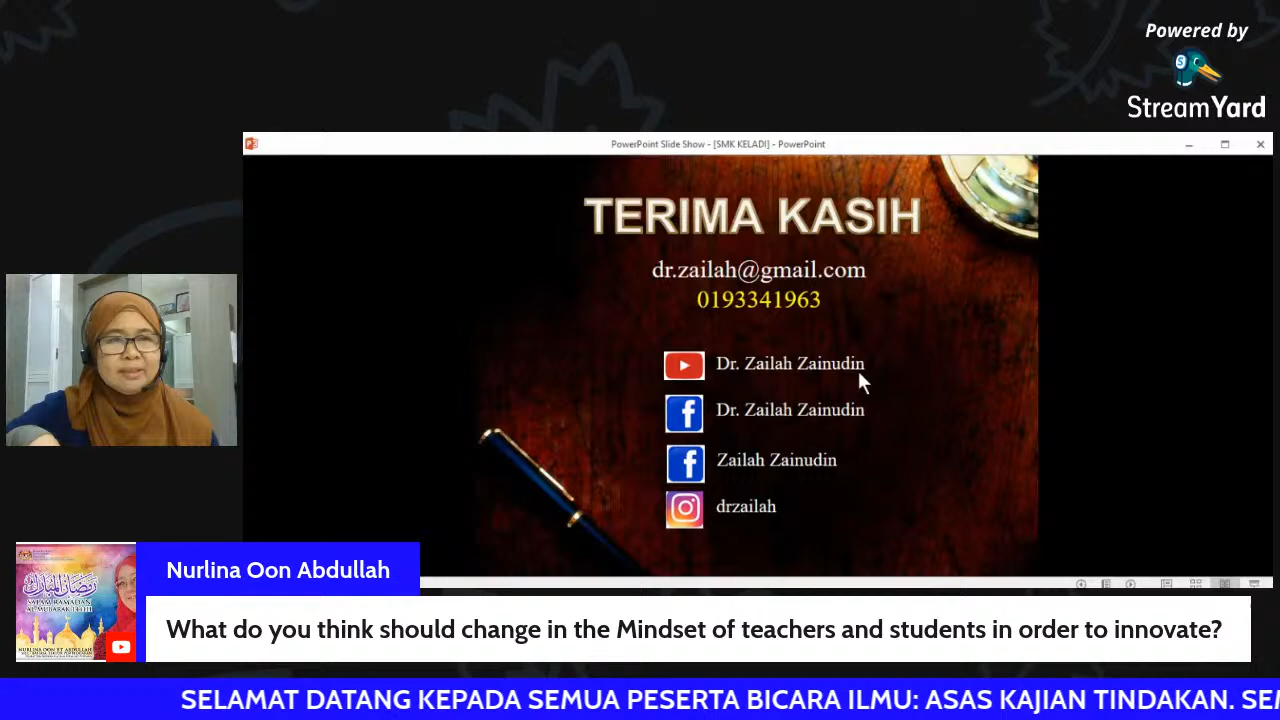 Powered by
StreamYard
PowerPoint Slide Show - [SMK KELADI] - PowerPoint
TERIMA KASIH
dr.zailah@gmail.com
0193341963
Dr. Zailah Zainudin
Dr. Zailah Zainudin
Zailah Zainudin
drzailah
Nurlina Oon Abdullah
What do you think should change in the Mindset of teachers and students in order to innovate?
SELAMAT DATANG KEPADA SEMUA PESERTA BICARA ILMU: ASAS KAJIAN TINDAKAN. SE